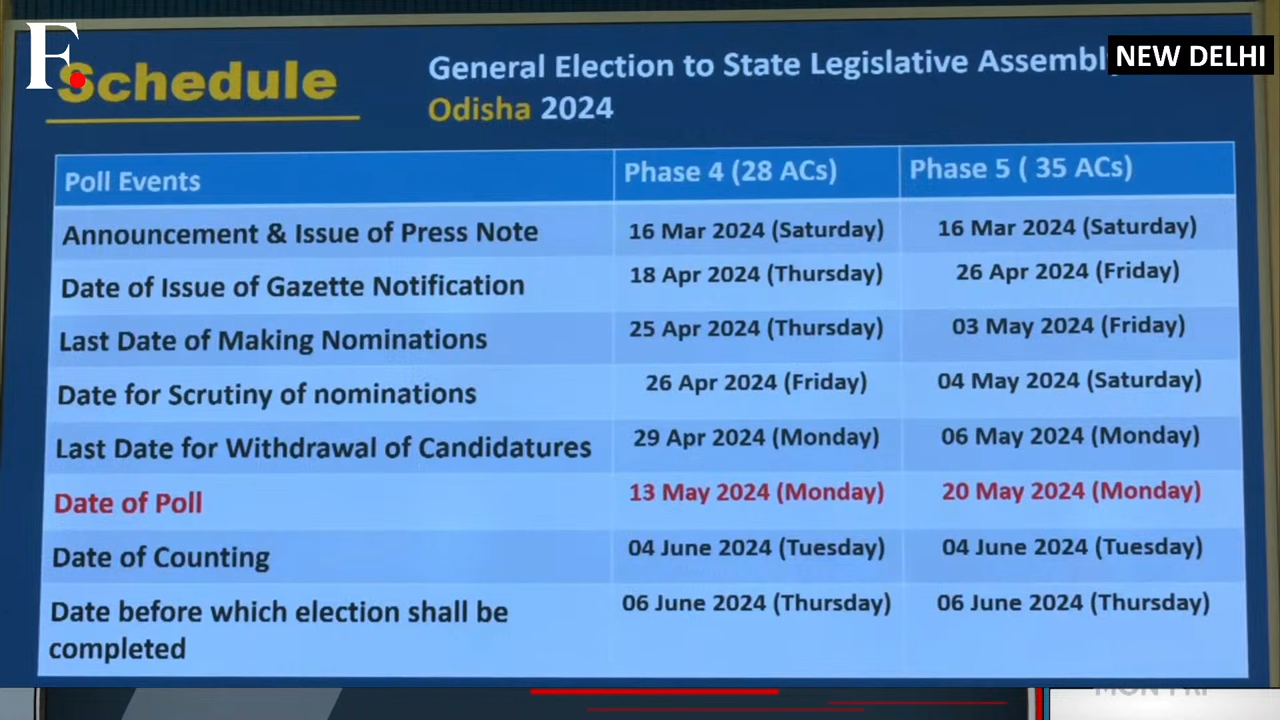 F.
NEW DELHI
Schedule
General Election to State Legislative Assembly
Odisha 2024
Poll Events Phase 4 (28 ACs) Phase 5 ( 35 ACs)
Announcement & Issue of Press Note 16 Mar 2024 (Saturday) 16 Mar 2024 (Saturday)
Date of Issue of Gazette Notification 18 Apr 2024 (Thursday) 26 Apr 2024 (Friday)
Last Date of Making Nominations 25 Apr 2024 (Thursday) 03 May 2024 (Friday)
Date for Scrutiny of nominations 26 Apr 2024 (Friday) 04 May 2024 (Saturday)
Last Date for Withdrawal of Candidatures 29 Apr 2024 (Monday) 06 May 2024 (Monday)
Date of Poll 13 May 2024 (Monday) 20 May 2024 (Monday)
Date of Counting 04 June 2024 (Tuesday) 04 June 2024 (Tuesday)
Date before which election shall be 06 June 2024 (Thursday) 06 June 2024 (Thursday)
completed